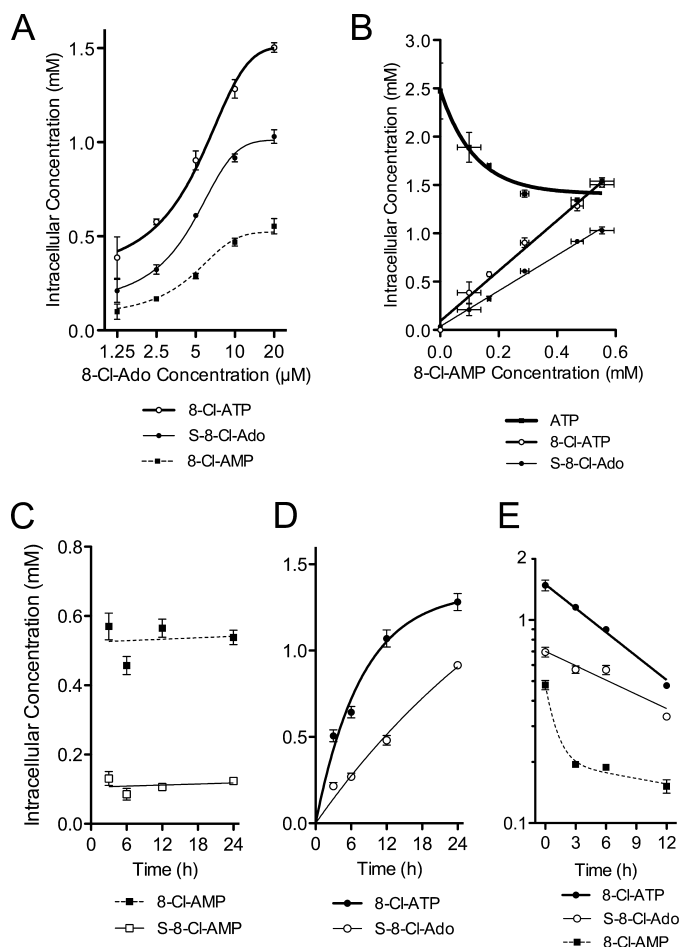 A
Intracellular Concentration (mM)
1.5
1.0
0.5
0.0
1.25 2.5 5 10 20
8-Cl-Ado Concentration (µM)
8-Cl-ATP
S-8-Cl-Ado
8-Cl-AMP
B
Intracellular Concentration (mM)
3.0
2.5
2.0
1.5
1.0
0.5
0.0
0.0 0.2 0.4 0.6
8-Cl-AMP Concentration (mM)
ATP
8-Cl-ATP
S-8-Cl-Ado
C
Intracellular Concentration (mM)
0.8
0.6
0.4
0.2
0.0
0 6 12 18 24
Time (h)
8-Cl-AMP
S-8-Cl-AMP
D
1.5
1.0
0.5
0.0
0 6 12 18 24
Time (h)
8-Cl-ATP
S-8-Cl-Ado
E
2
1
0.1
0 3 6 9 12
Time (h)
8-Cl-ATP
S-8-Cl-Ado
8-Cl-AMP